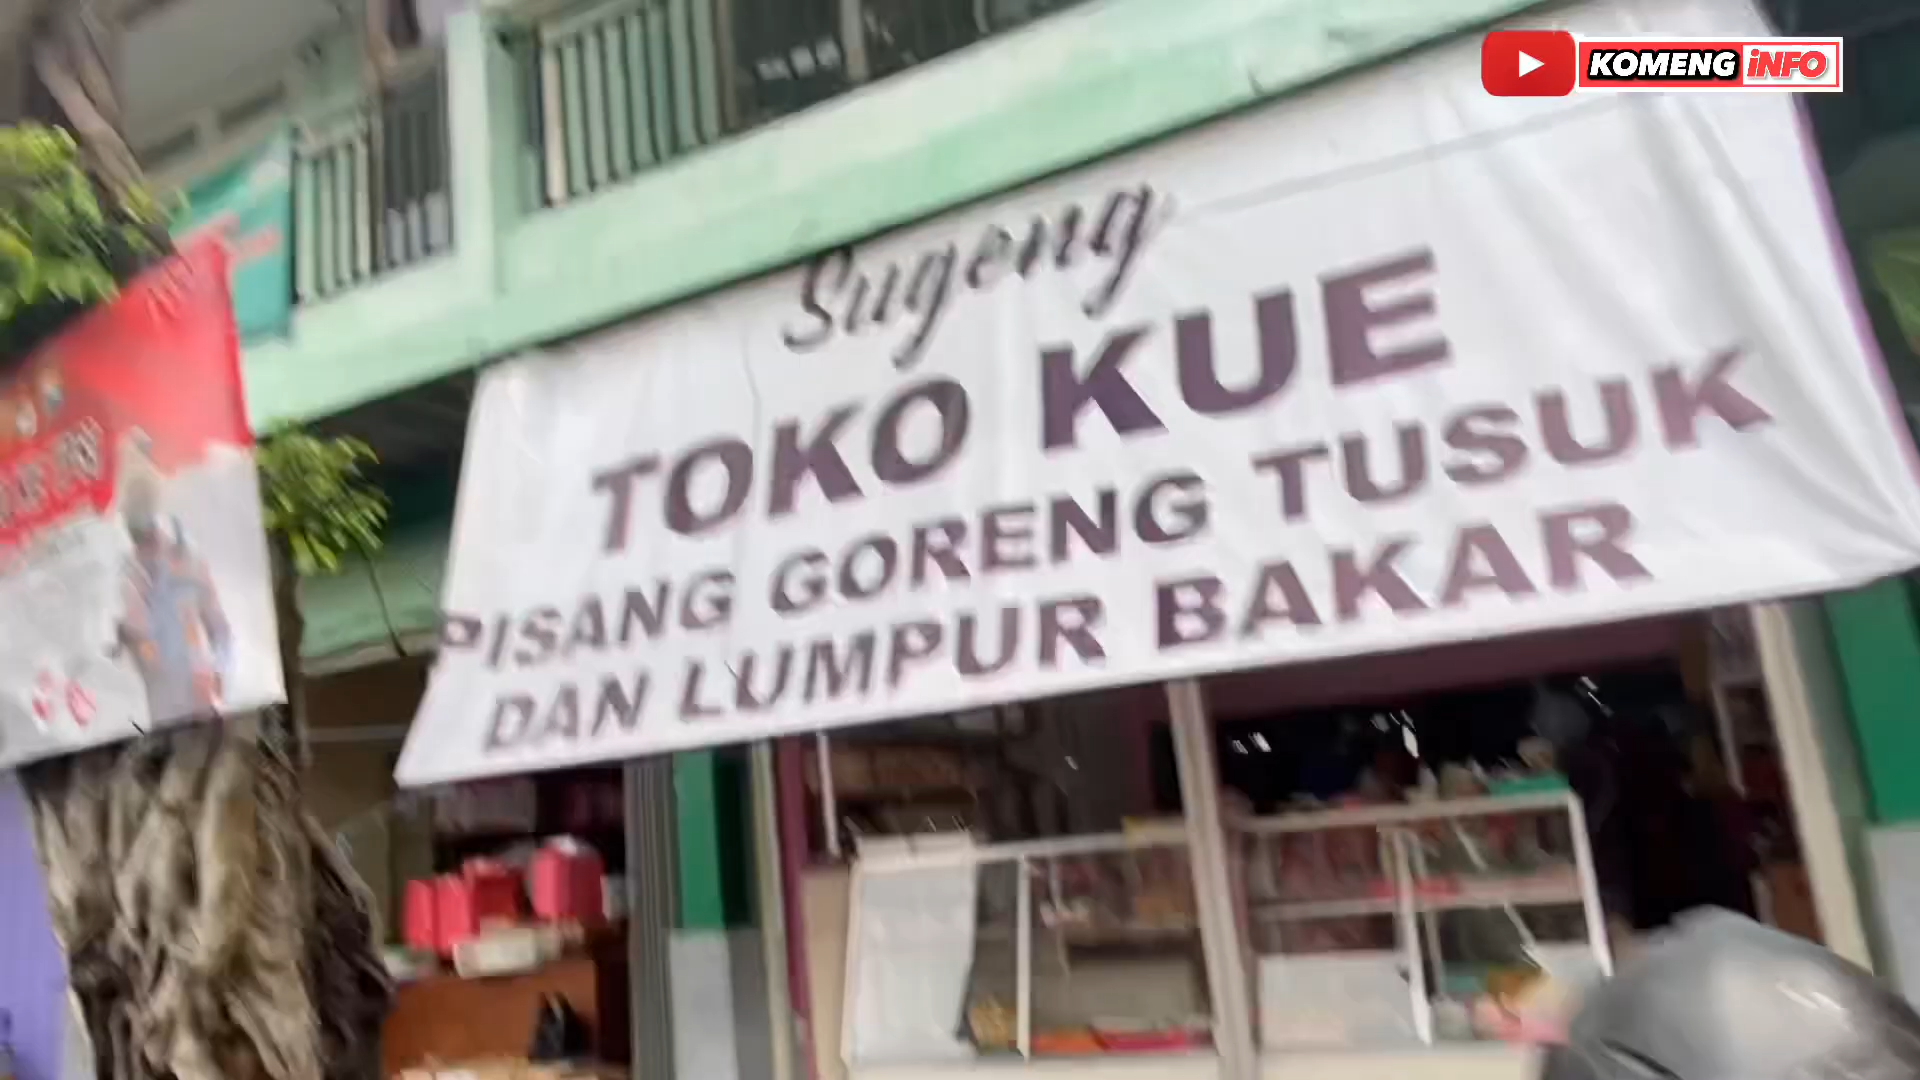 KOMENG iNFO
Sugeng
TOKO KUE
PISANG GORENG TUSUK
DAN LUMPUR BAKAR